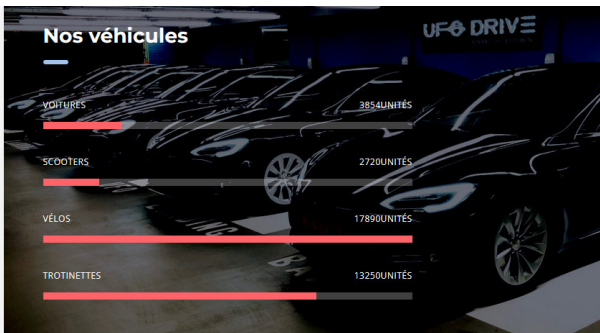 Nos véhicules
UFO DRIVE
VOITURES 3854UNITÉS
SCOOTERS 2720UNITÉS
VÉLOS 17890UNITÉS
TROTINETTES 13250UNITÉS